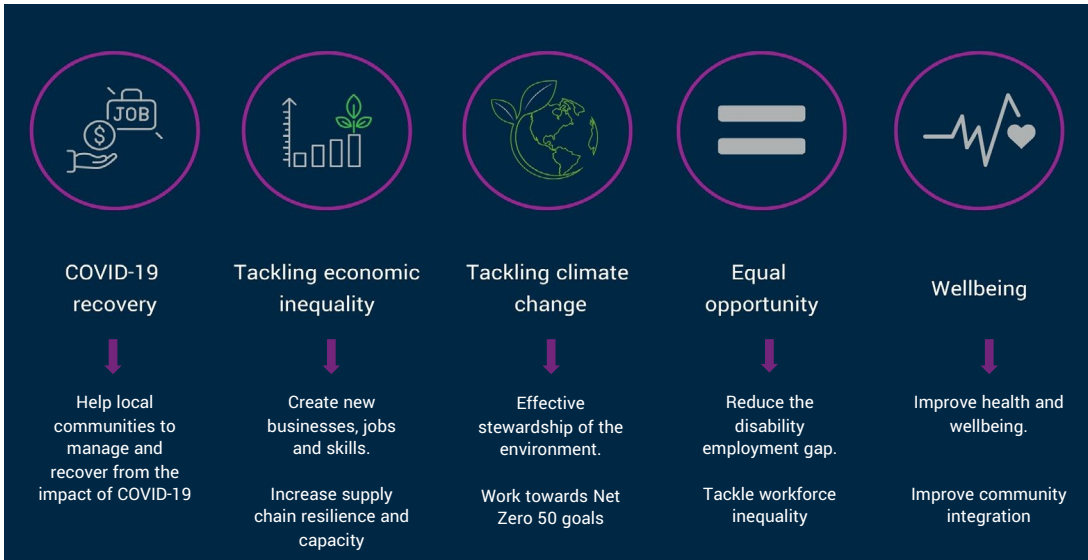 JOB
$
COVID-19
recovery
Help local
communities to
manage and
recover from the
impact of COVID-19
Tackling economic
inequality
Create new
businesses, jobs
and skills.
Increase supply
chain resilience and
capacity
Tackling climate
change
Effective
stewardship of the
environment.
Work towards Net
Zero 50 goals
Equal
opportunity
Reduce the
disability
employment gap.
Tackle workforce
inequality
Wellbeing
Improve health and
wellbeing.
Improve community
integration